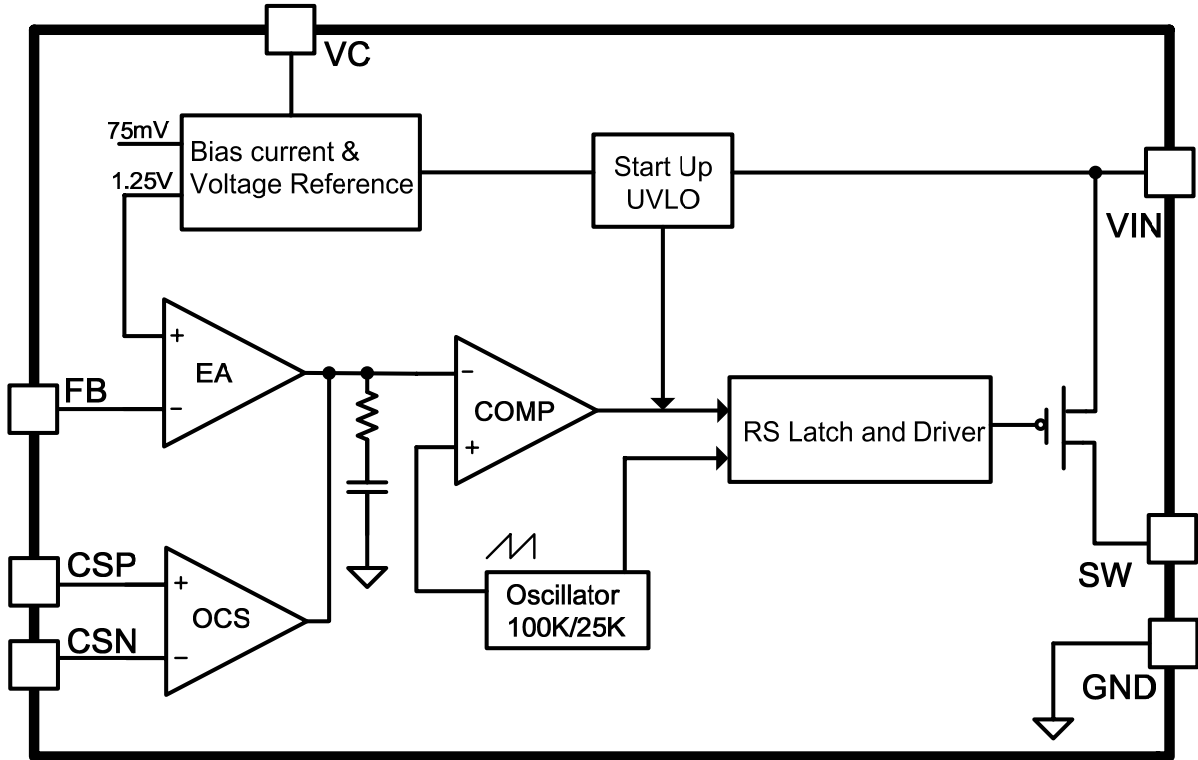 VC
75mV
1.25V
Bias current &
Voltage Reference
Start Up
UVLO
VIN
+
EA
-
FB
-
COMP
+
RS Latch and Driver
CSP
+
OCS
CSN
-
Oscillator
100K/25K
SW
GND